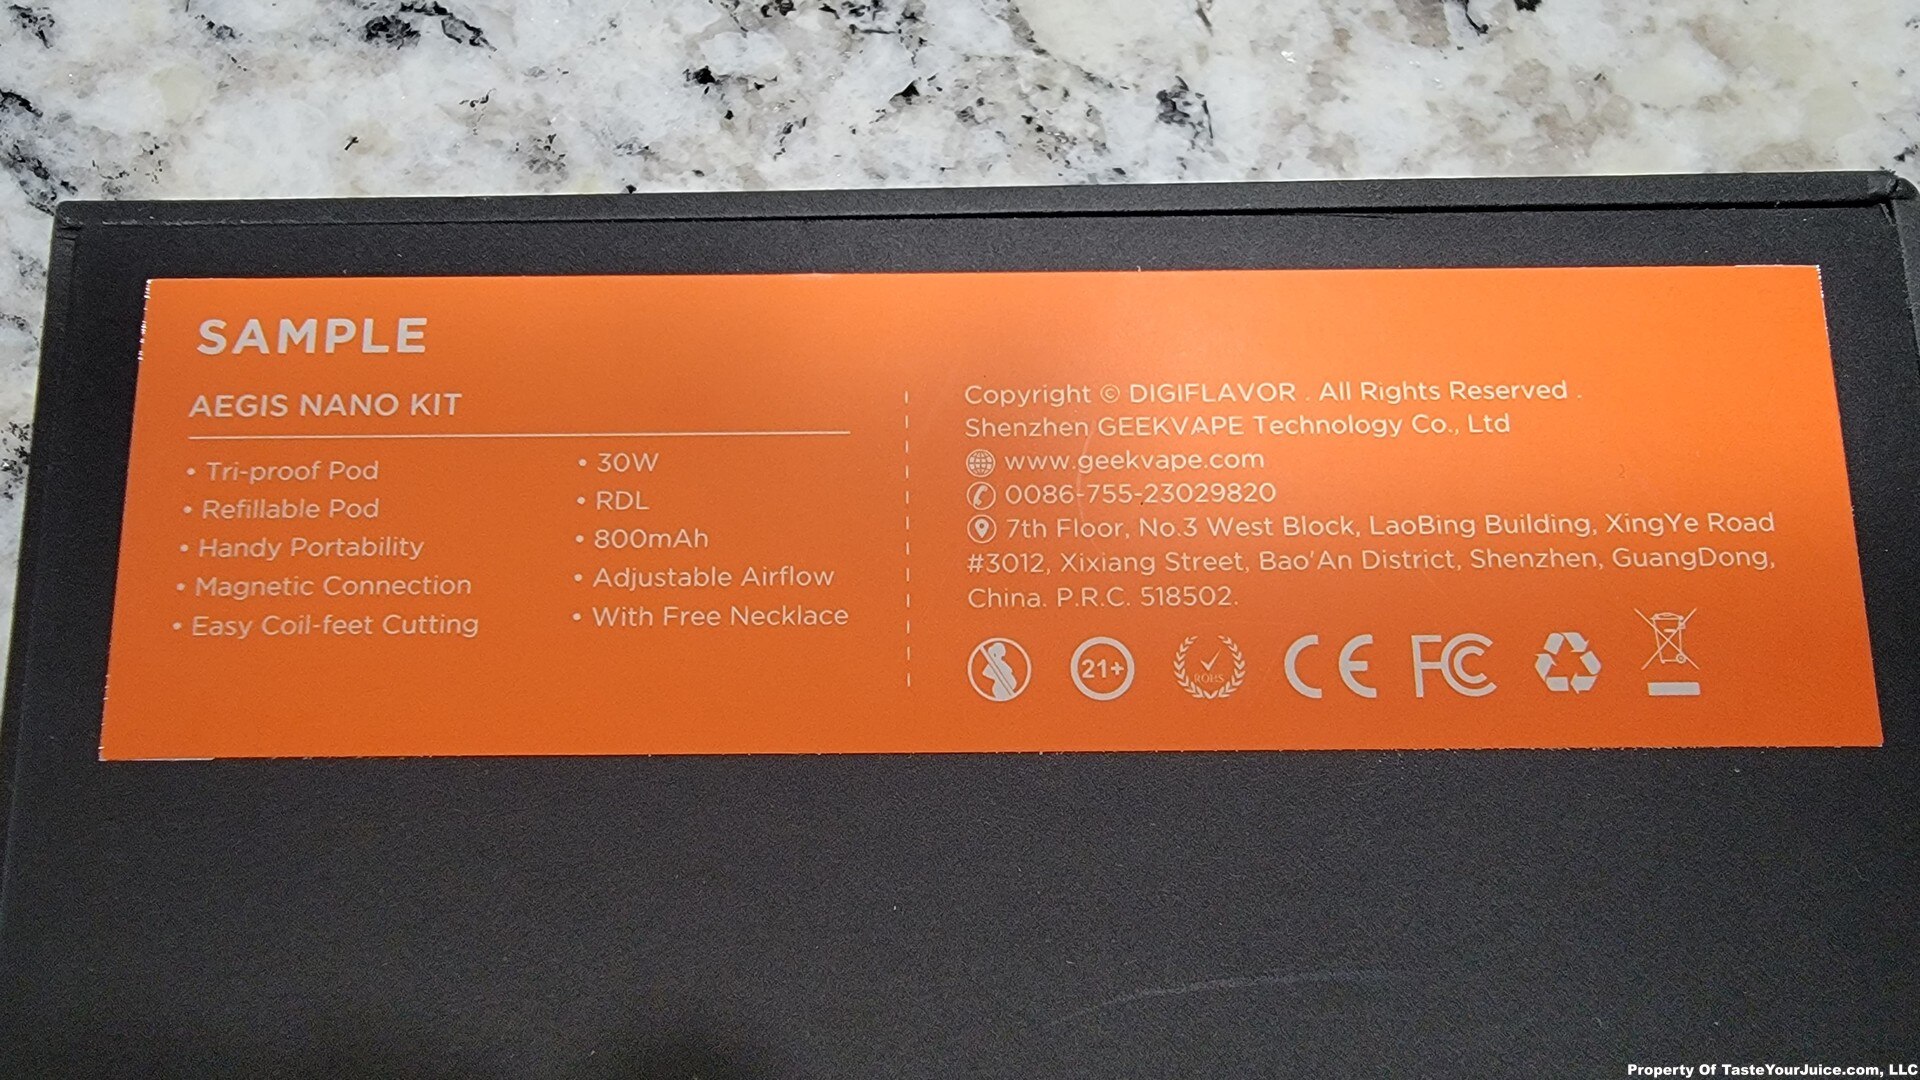 SAMPLE
AEGIS NANO KIT
• Tri-proof Pod
• Refillable Pod
• Handy Portability
• Magnetic Connection
• Easy Coil-feet Cutting
• 30W
• RDL
• 800mAh
• Adjustable Airflow
• With Free Necklace
Copyright © DIGIFLAVOR . All Rights Reserved .
Shenzhen GEEKVAPE Technology Co., Ltd
www.geekvape.com
0086-755-23029820
7th Floor, No.3 West Block, LaoBing Building, XingYe Road
#3012, Xixiang Street, Bao'An District, Shenzhen, GuangDong,
China. P.R.C. 518502.
21+ ROHS CE FC
Property Of TasteYourJuice.com, LLC